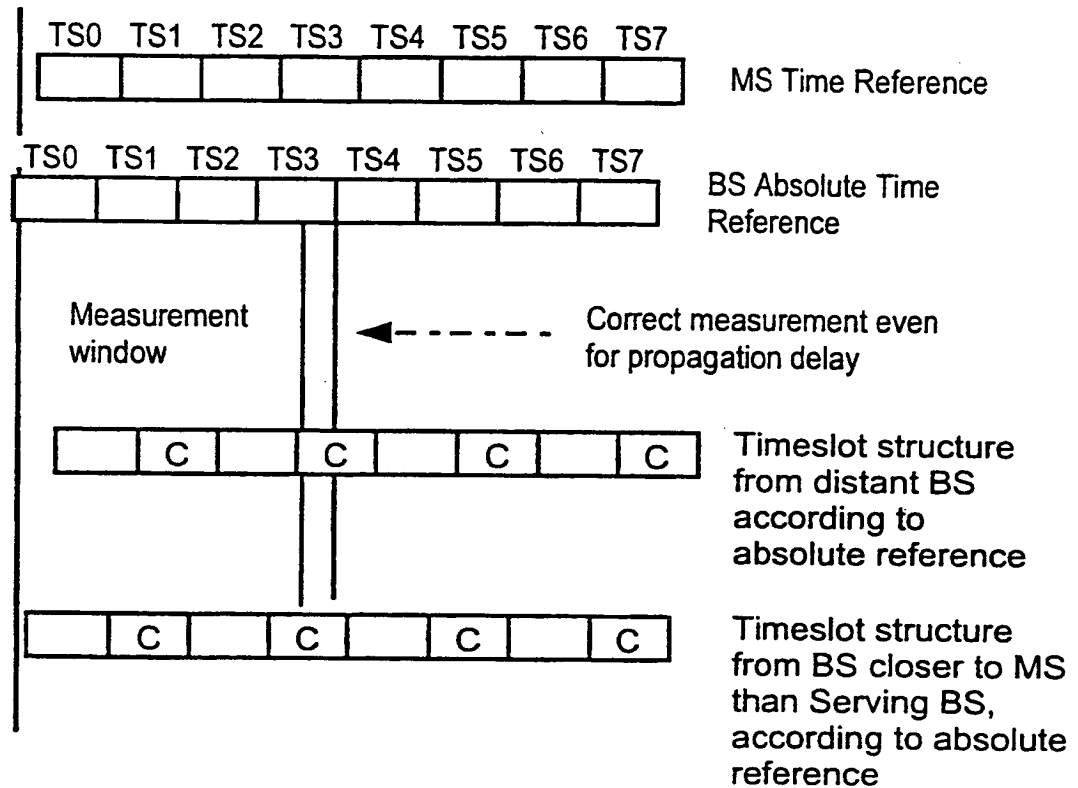 TS0 TS1 TS2 TS3 TS4 TS5 TS6 TS7
MS Time Reference
TS0 TS1 TS2 TS3 TS4 TS5 TS6 TS7
BS Absolute Time
Reference
Measurement
window
Correct measurement even
for propagation delay
C C C C
Timeslot structure
from distant BS
according to
absolute reference
C C C C
Timeslot structure
from BS closer to MS
than Serving BS,
according to absolute
reference